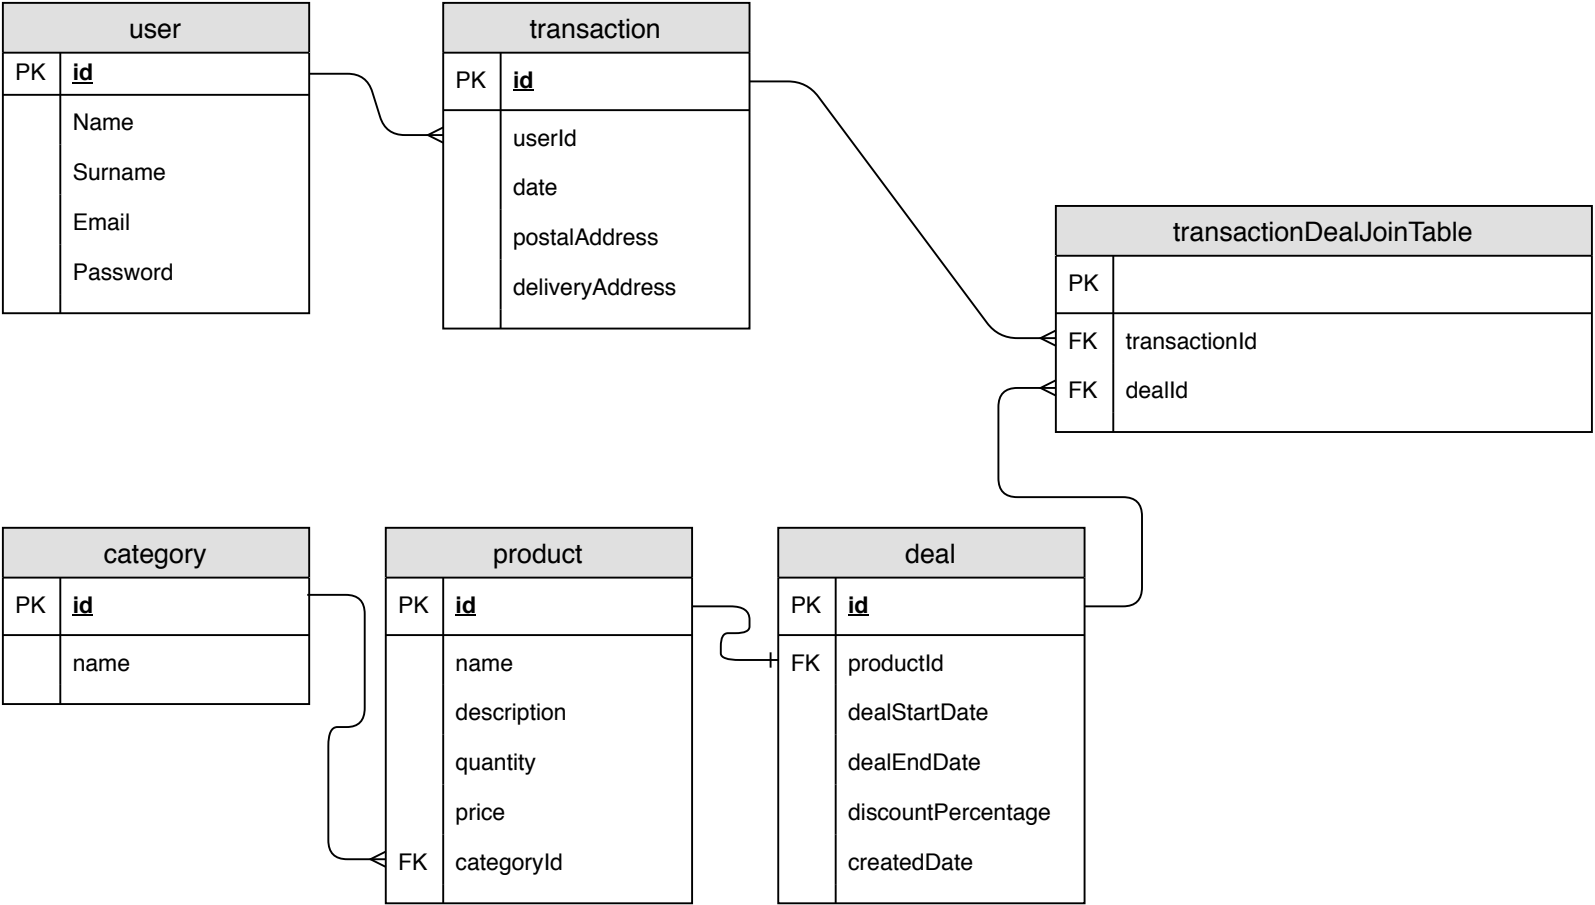 user
PK id
Name
Surname
Email
Password
transaction
PK id
userId
date
postalAddress
deliveryAddress
transactionDealJoinTable
PK
FK transactionId
FK dealId
category
PK id
name
product
PK id
name
description
quantity
price
FK categoryId
deal
PK id
FK productId
dealStartDate
dealEndDate
discountPercentage
createdDate